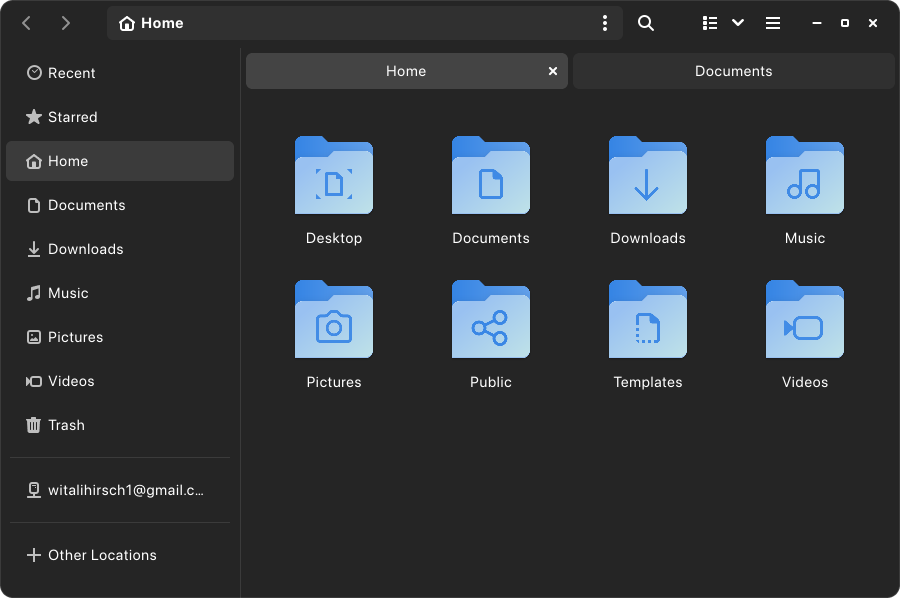 Home
Recent
Starred
Home
Documents
Downloads
Music
Pictures
Videos
Trash
witalihirsch1@gmail.c…
Other Locations
Home
Documents
Desktop
Documents
Downloads
Music
Pictures
Public
Templates
Videos